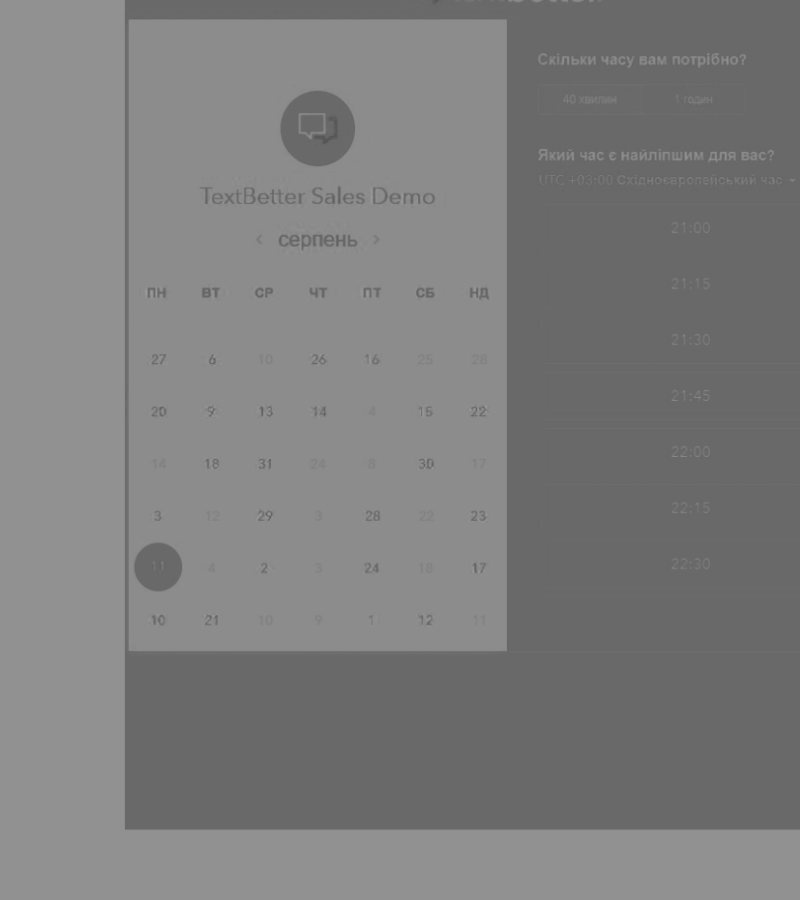 TextBetter Sales Demo
‹ серпень ›
ПН ВТ СР ЧТ ПТ СБ НД
27 6 10 26 16 25 28
20 9 13 14 4 15 22
14 18 31 24 8 30 17
3 12 29 3 28 22 23
11 4 2 3 24 18 17
10 21 10 9 1 12 11
Скільки часу вам потрібно?
40 хвилин 1 годин
Який час є найліпшим для вас?
UTC +03:00 Східноєвропейський час
21:00
21:15
21:30
21:45
22:00
22:15
22:30